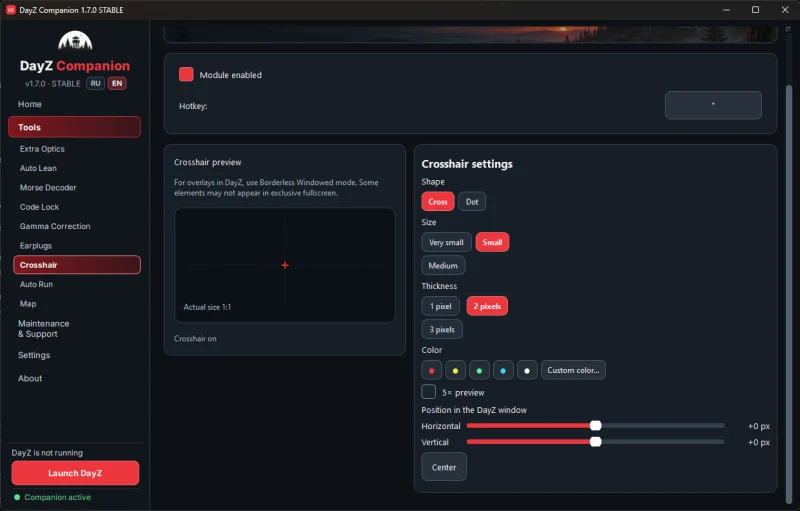 DZ DayZ Companion 1.7.0 STABLE
DayZ Companion
v1.7.0 · STABLE RU EN
Home
Tools
Extra Optics
Auto Lean
Morse Decoder
Code Lock
Gamma Correction
Earplugs
Crosshair
Auto Run
Map
Maintenance
& Support
Settings
About
DayZ is not running
Launch DayZ
Companion active
Module enabled
Hotkey:
Crosshair preview
For overlays in DayZ, use Borderless Windowed mode. Some
elements may not appear in exclusive fullscreen.
Actual size 1:1
Crosshair on
Crosshair settings
Shape
Cross Dot
Size
Very small Small
Medium
Thickness
1 pixel 2 pixels
3 pixels
Color
Custom color...
5× preview
Position in the DayZ window
Horizontal +0 px
Vertical +0 px
Center